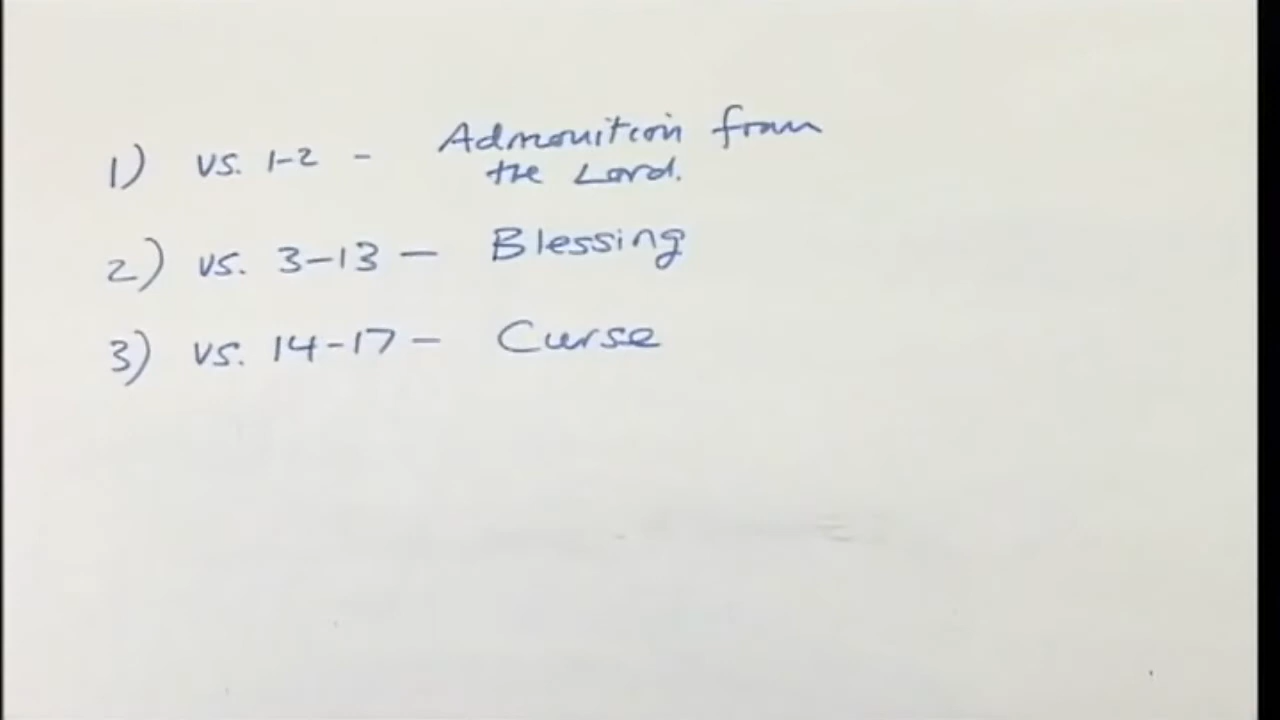 1) vs. 1-2 - Admonition from
the Lord.
2) vs. 3-13 - Blessing
3) vs. 14-17 - Curse